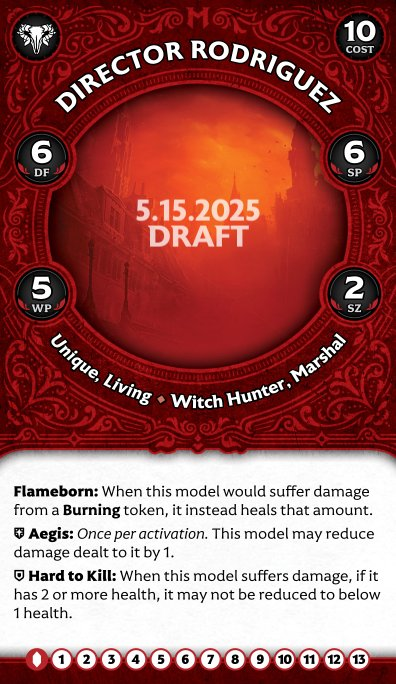 10
COST
DIRECTOR RODRIGUEZ
6
DF
6
SP
5.15.2025
DRAFT
5
WP
2
SZ
Unique, Living • Witch Hunter, Marshal
Flameborn: When this model would suffer damage
from a Burning token, it instead heals that amount.
Aegis: Once per activation. This model may reduce
damage dealt to it by 1.
Hard to Kill: When this model suffers damage, if it
has 2 or more health, it may not be reduced to below
1 health.
1 2 3 4 5 6 7 8 9 10 11 12 13